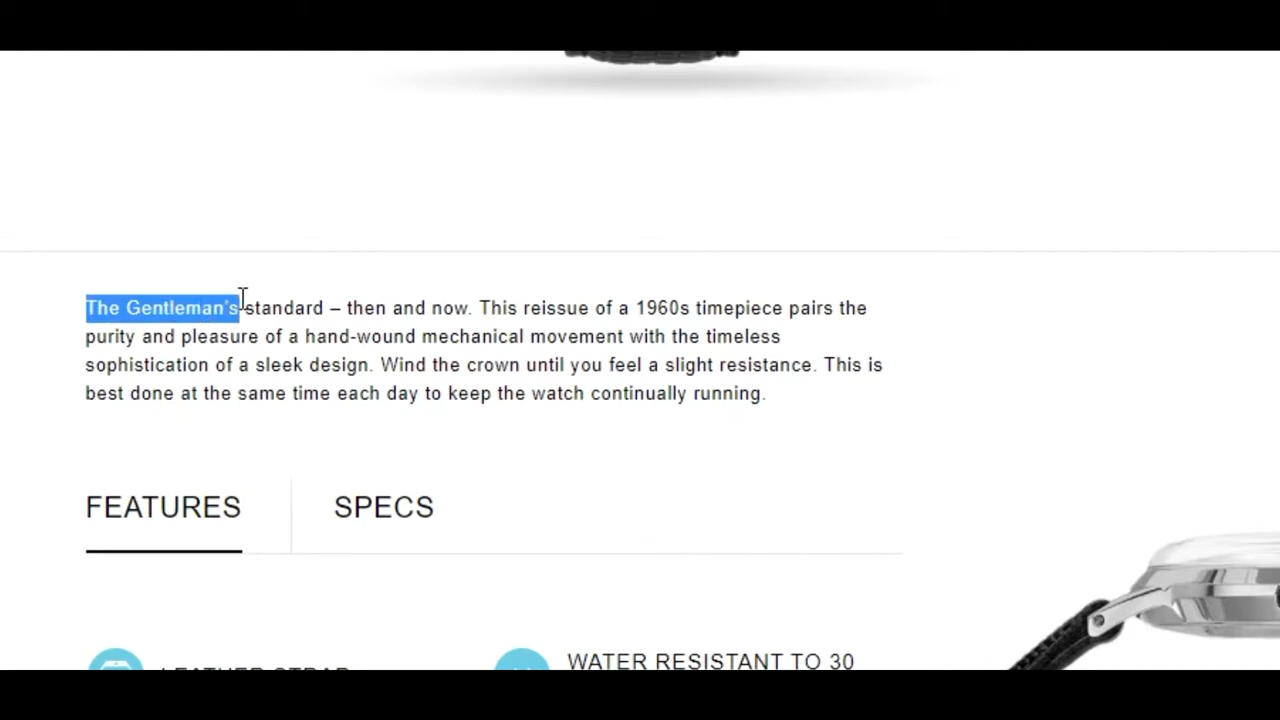 The Gentleman's standard – then and now. This reissue of a 1960s timepiece pairs the
purity and pleasure of a hand-wound mechanical movement with the timeless
sophistication of a sleek design. Wind the crown until you feel a slight resistance. This is
best done at the same time each day to keep the watch continually running.
FEATURES
SPECS
LEATHER STRAP
WATER RESISTANT TO 30